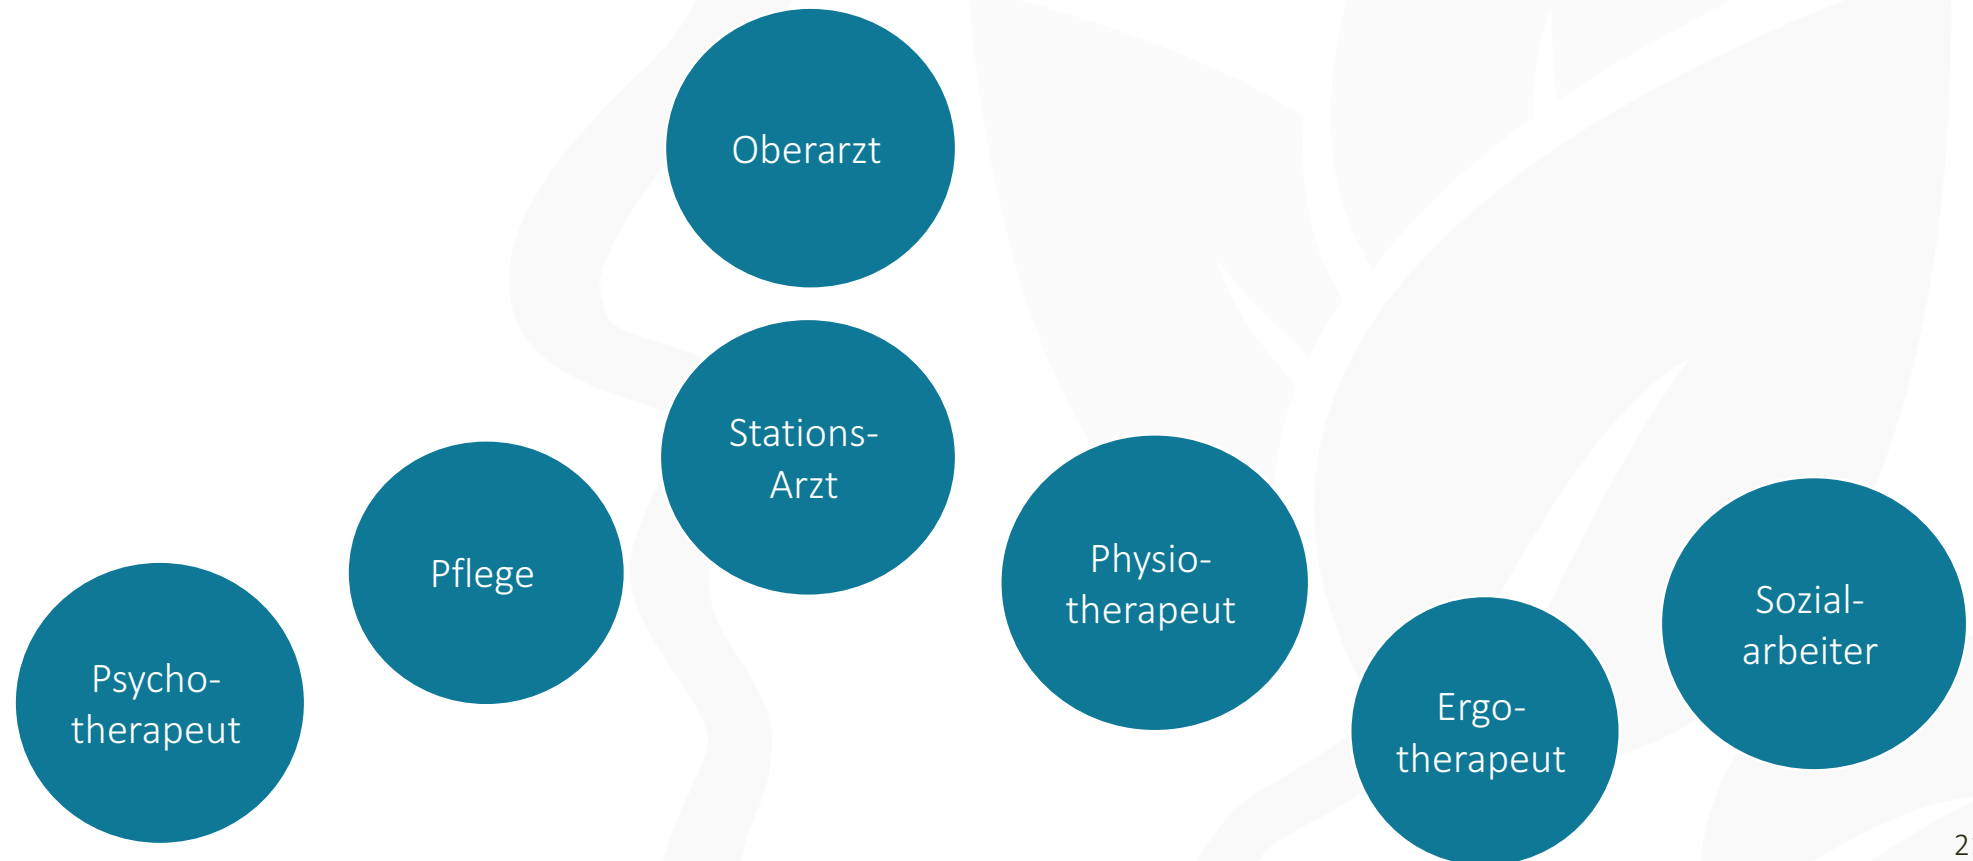 Oberarzt
Stations-
Arzt
Pflege
Psycho-
therapeut
Physio-
therapeut
Ergo-
therapeut
Sozial-
arbeiter
2